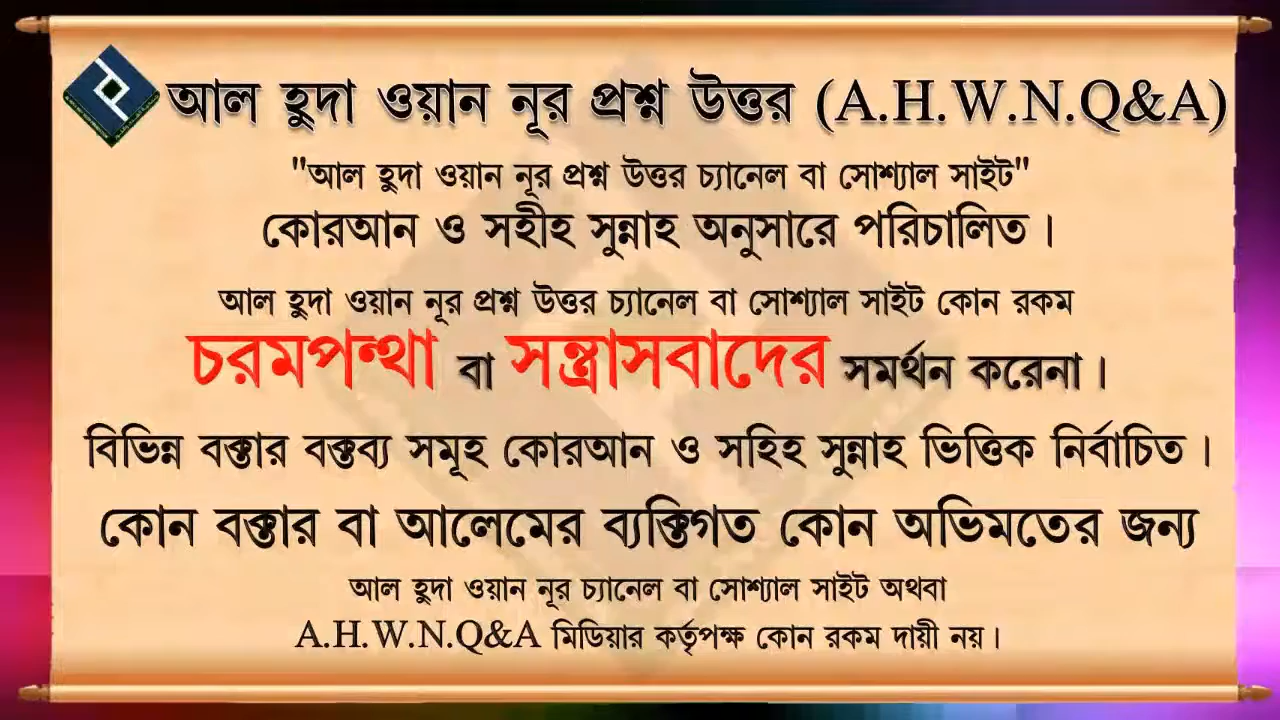 আল হুদা ওয়ান নূর প্রশ্ন উত্তর (A.H.W.N.Q&A)
"আল হুদা ওয়ান নূর প্রশ্ন উত্তর চ্যানেল বা সোশ্যাল সাইট"
কোরআন ও সহীহ সুন্নাহ অনুসারে পরিচালিত।
আল হুদা ওয়ান নূর প্রশ্ন উত্তর চ্যানেল বা সোশ্যাল সাইট কোন রকম
চরমপন্থা বা সন্ত্রাসবাদের সমর্থন করেনা।
বিভিন্ন বক্তার বক্তব্য সমূহ কোরআন ও সহিহ সুন্নাহ ভিত্তিক নির্বাচিত।
কোন বক্তার বা আলেমের ব্যক্তিগত কোন অভিমতের জন্য
আল হুদা ওয়ান নূর চ্যানেল বা সোশ্যাল সাইট অথবা
A.H.W.N.Q&A মিডিয়ার কর্তৃপক্ষ কোন রকম দায়ী নয়।